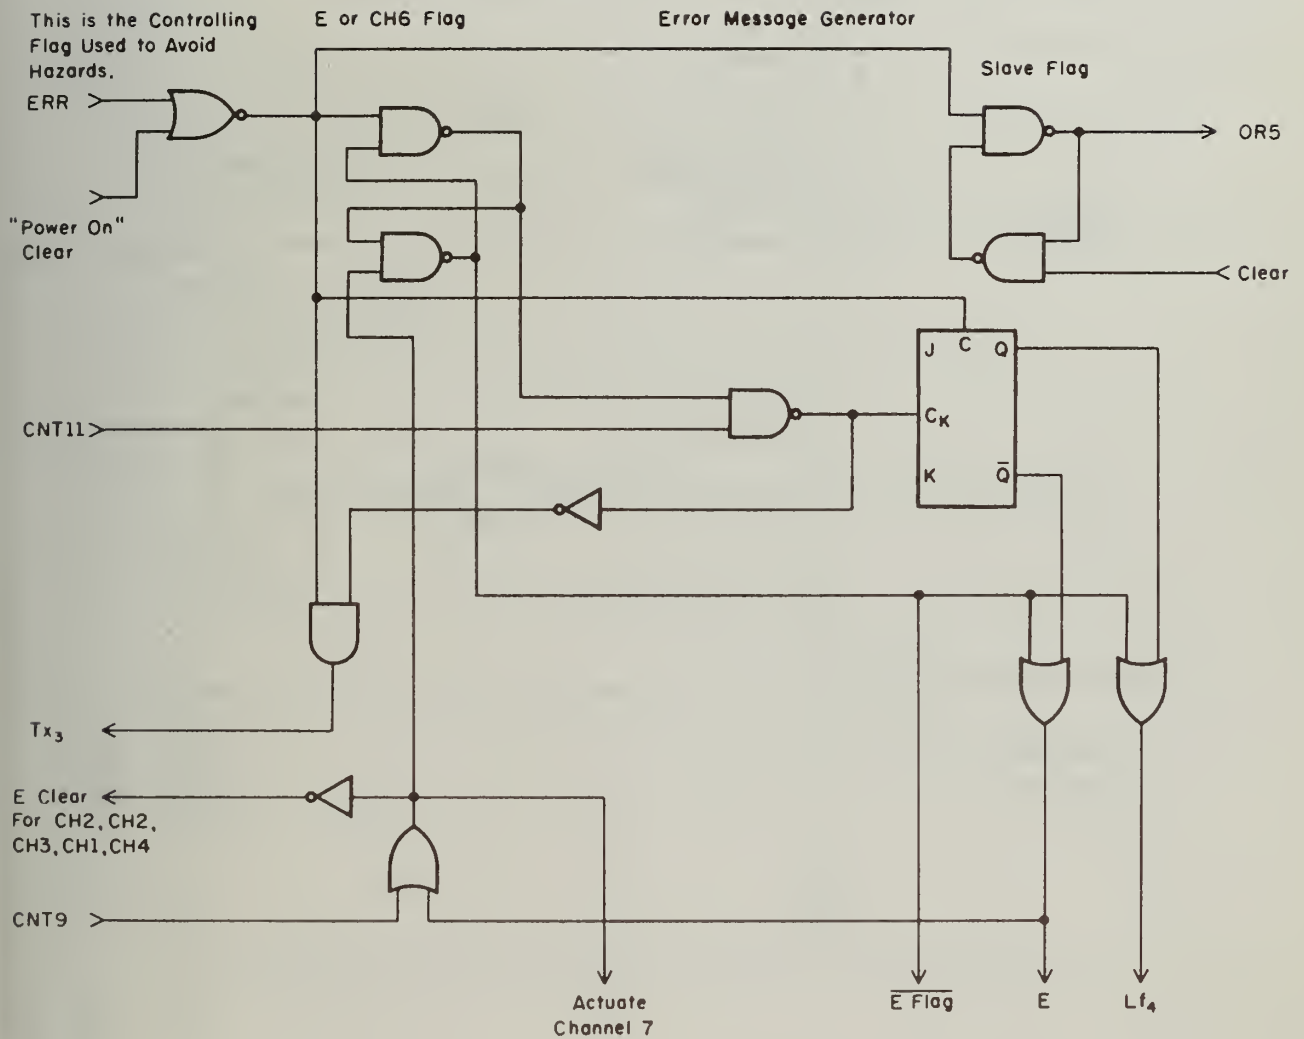 This is the Controlling
Flag Used to Avoid
Hazards.
E or CH6 Flag
Error Message Generator
Slave Flag
ERR
OR5
"Power On"
Clear
Clear
J
C
Q
CK
K
Q̅
CNT11
Tx3
E Clear
For CH2, CH2,
CH3, CH1, CH4
CNT9
Actuate
Channel 7
E Flag
E
Lf4